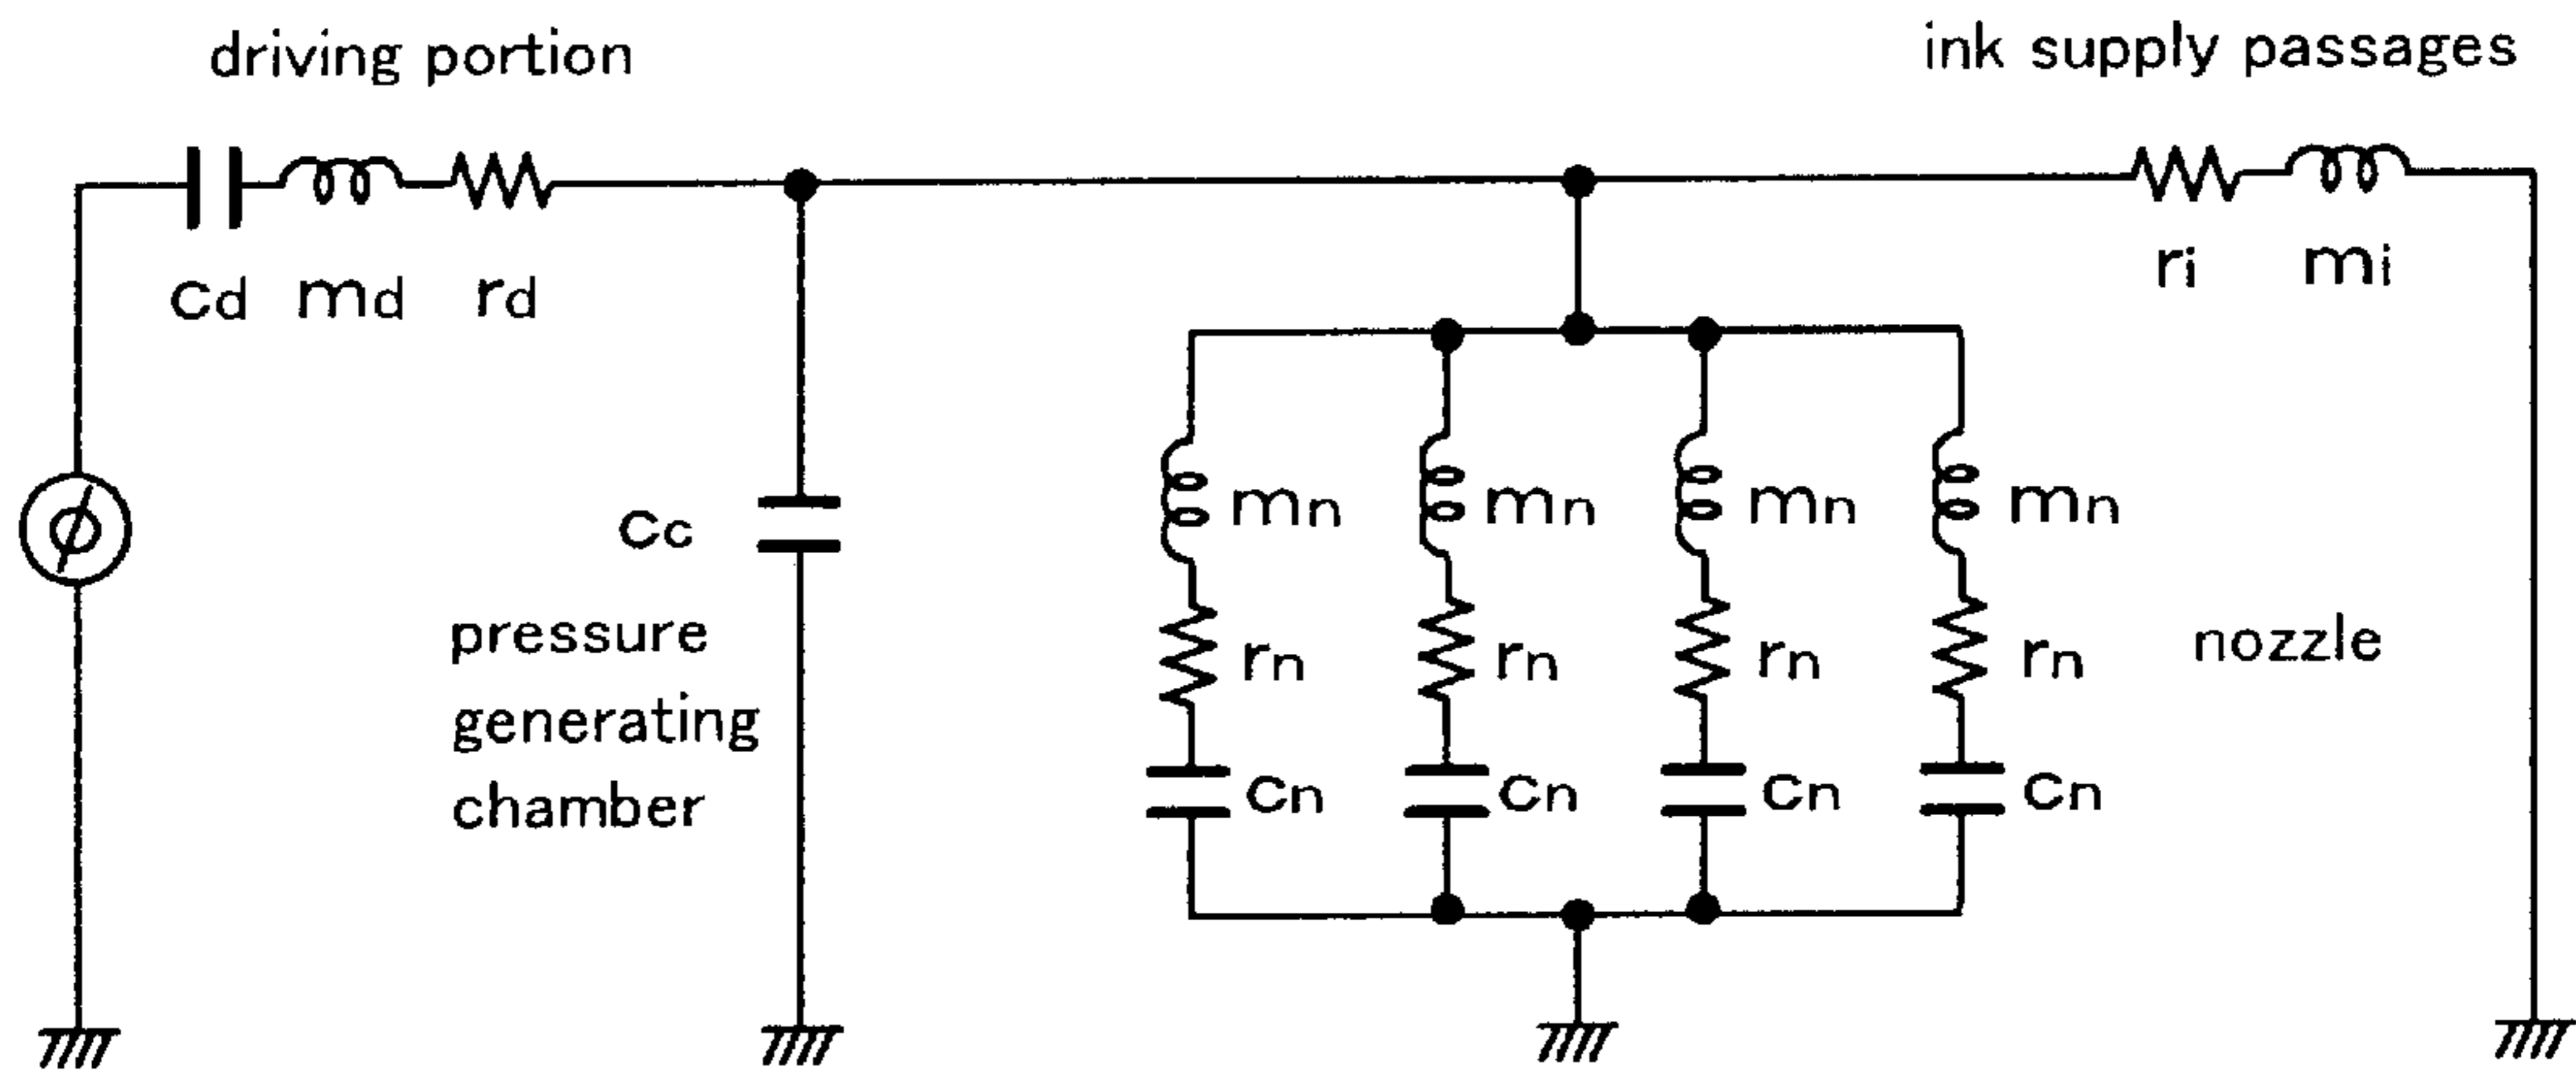 driving portion
ink supply passages
cd md rd
ri mi
cc
pressure
generating
chamber
mn mn mn mn
rn rn rn rn
nozzle
cn cn cn cn